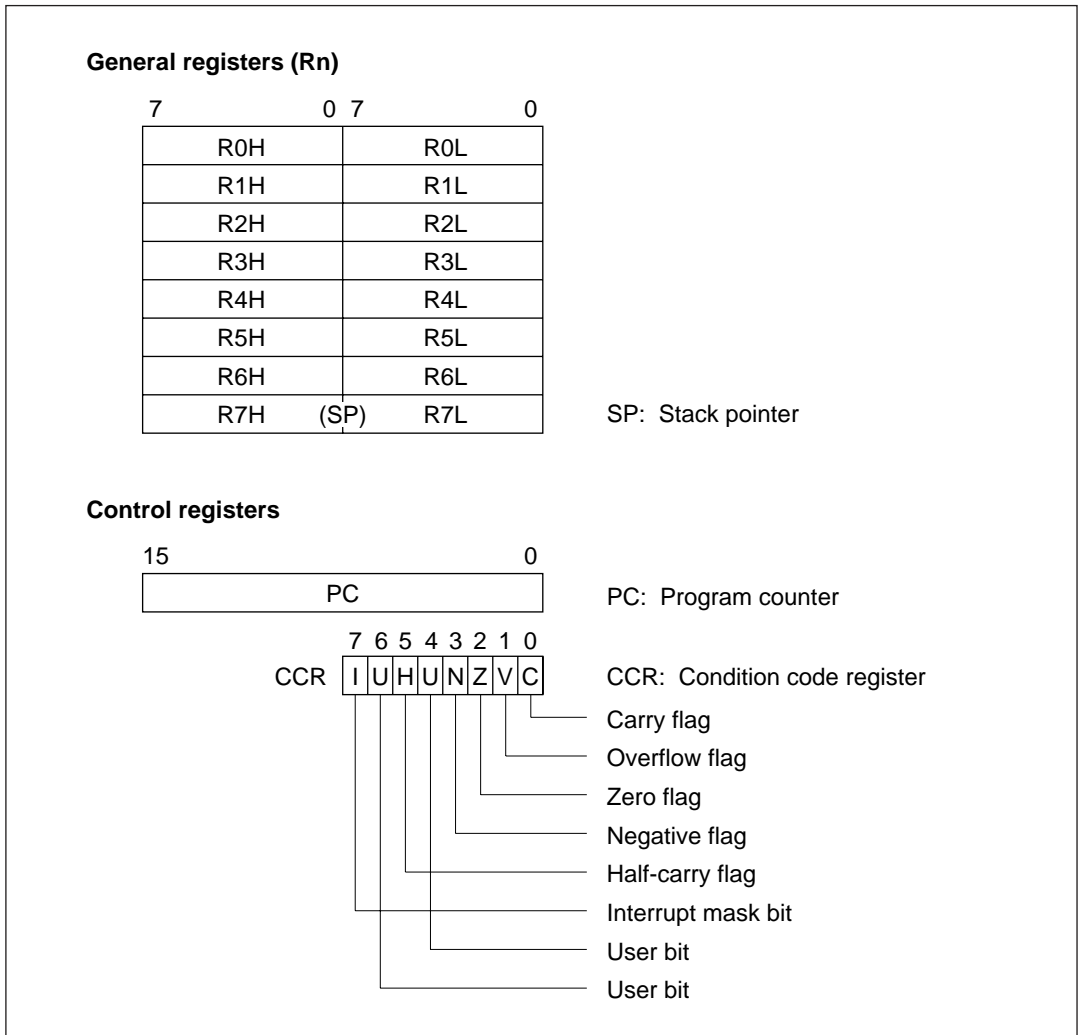 General registers (Rn)
7 0 7 0
R0H R0L
R1H R1L
R2H R2L
R3H R3L
R4H R4L
R5H R5L
R6H R6L
R7H (SP) R7L SP: Stack pointer
Control registers
15 0
PC PC: Program counter
7 6 5 4 3 2 1 0
CCR I U H U N Z V C CCR: Condition code register
Carry flag
Overflow flag
Zero flag
Negative flag
Half-carry flag
Interrupt mask bit
User bit
User bit